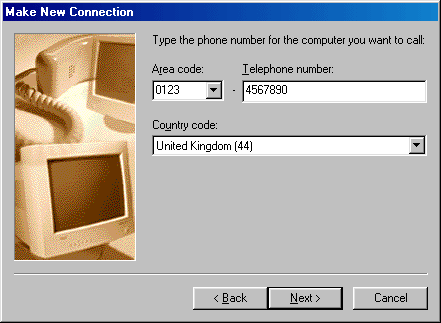 Make New Connection
Type the phone number for the computer you want to call:
Area code: Telephone number:
0123 - 4567890
Country code:
United Kingdom (44)
< Back Next > Cancel